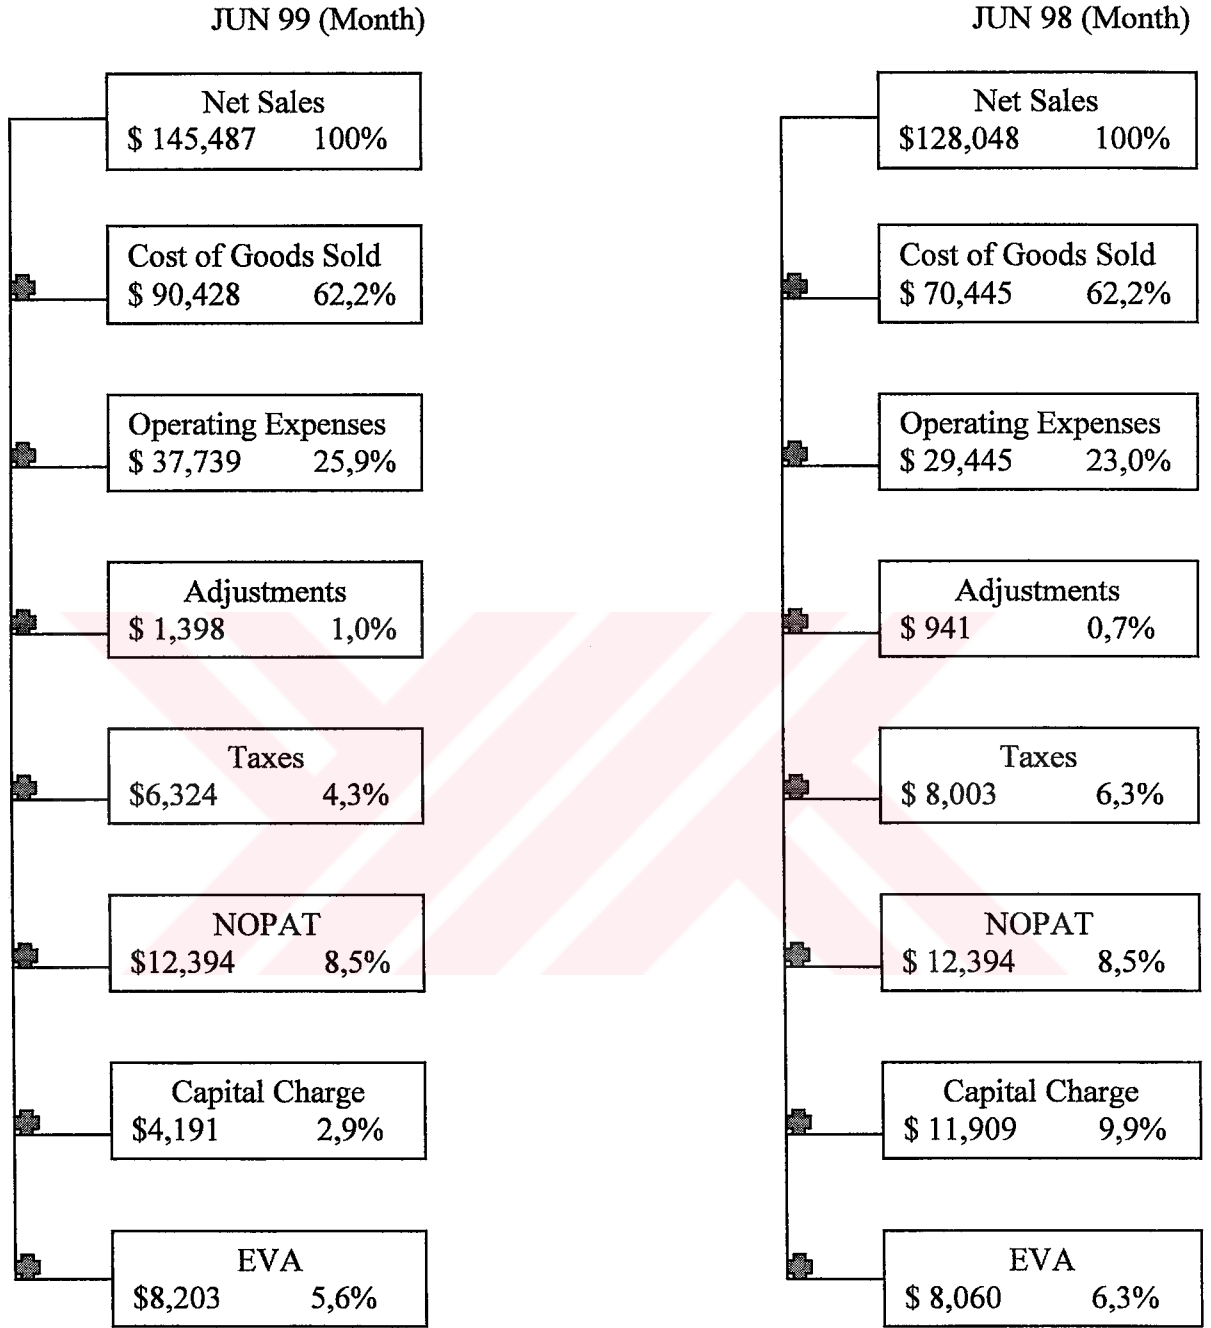 JUN 99 (Month)
Net Sales
$ 145,487 100%
Cost of Goods Sold
$ 90,428 62,2%
Operating Expenses
$ 37,739 25,9%
Adjustments
$ 1,398 1,0%
Taxes
$6,324 4,3%
NOPAT
$12,394 8,5%
Capital Charge
$4,191 2,9%
EVA
$8,203 5,6%
JUN 98 (Month)
Net Sales
$128,048 100%
Cost of Goods Sold
$ 70,445 62,2%
Operating Expenses
$ 29,445 23,0%
Adjustments
$ 941 0,7%
Taxes
$ 8,003 6,3%
NOPAT
$ 12,394 8,5%
Capital Charge
$ 11,909 9,9%
EVA
$ 8,060 6,3%